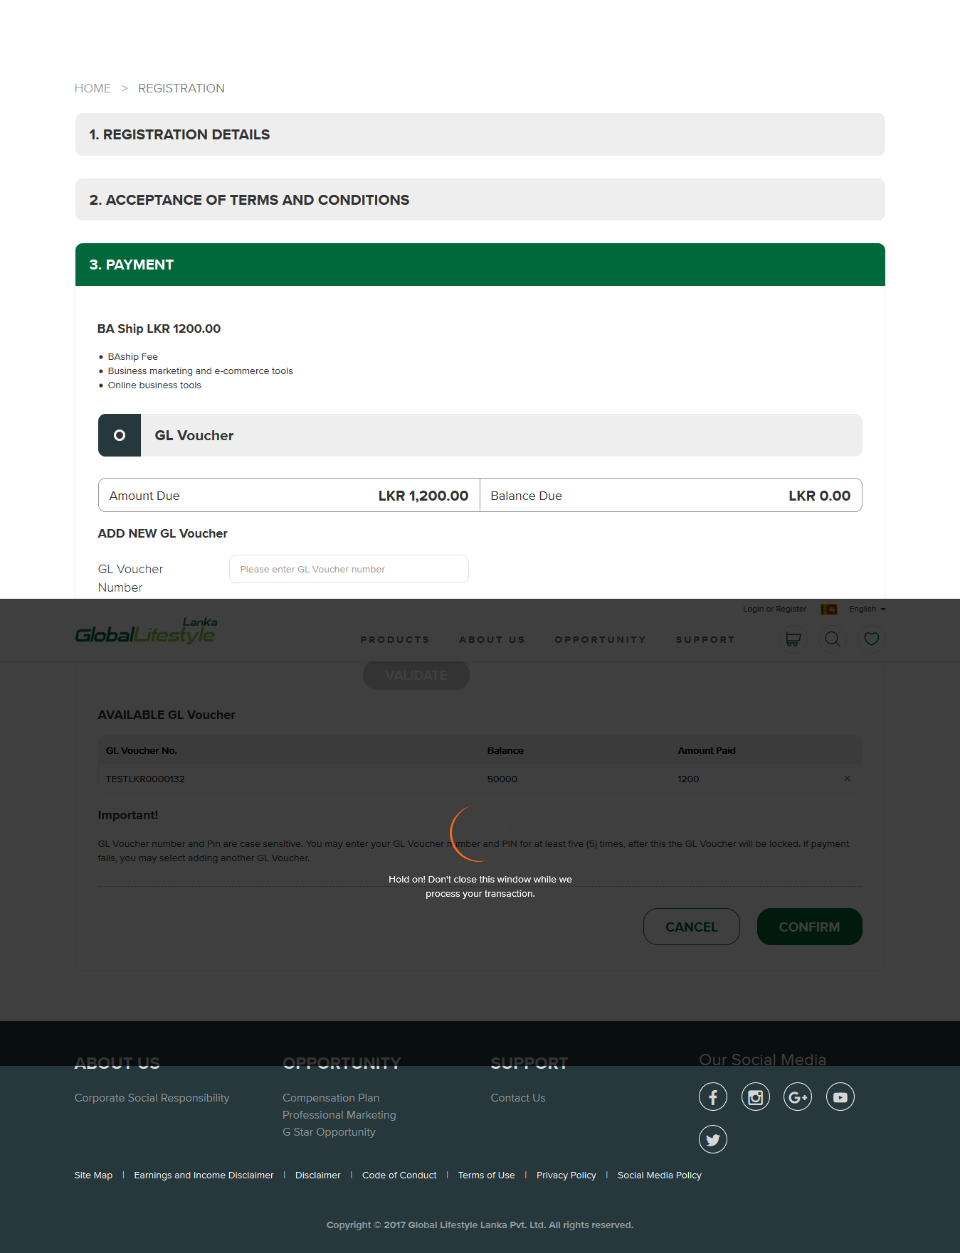 HOME > REGISTRATION
1. REGISTRATION DETAILS
2. ACCEPTANCE OF TERMS AND CONDITIONS
3. PAYMENT
BA Ship LKR 1200.00
• BAship Fee
• Business marketing and e-commerce tools
• Online business tools
GL Voucher
Amount Due LKR 1,200.00 Balance Due LKR 0.00
ADD NEW GL Voucher
GL Voucher
Number
Please enter GL Voucher number
Login or Register English
Lanka
GlobalLifestyle
PRODUCTS ABOUT US OPPORTUNITY SUPPORT
VALIDATE
AVAILABLE GL Voucher
GL Voucher No. Balance Amount Paid
TESTLKR0000132 50000 1200 ×
Important!
GL Voucher number and Pin are case sensitive. You may enter your GL Voucher number and PIN for at least five (5) times, after this the GL Voucher will be locked. If payment
fails, you may select adding another GL Voucher.
Hold on! Don't close this window while we
process your transaction.
CANCEL CONFIRM
ABOUT US OPPORTUNITY SUPPORT Our Social Media
Corporate Social Responsibility Compensation Plan Contact Us
Professional Marketing
G Star Opportunity
Site Map | Earnings and Income Disclaimer | Disclaimer | Code of Conduct | Terms of Use | Privacy Policy | Social Media Policy
Copyright © 2017 Global Lifestyle Lanka Pvt. Ltd. All rights reserved.